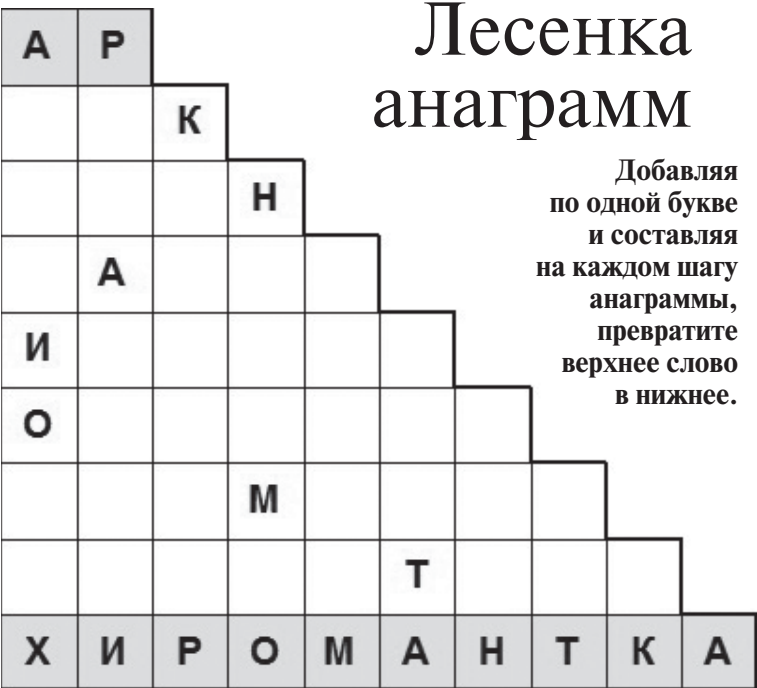 Лесенка
анаграмм
Добавляя
по одной букве
и составляя
на каждом шагу
анаграммы,
превратите
верхнее слово
в нижнее.
А Р
К
Н
А
И
О
М
Т
Х И Р О М А Н Т К А